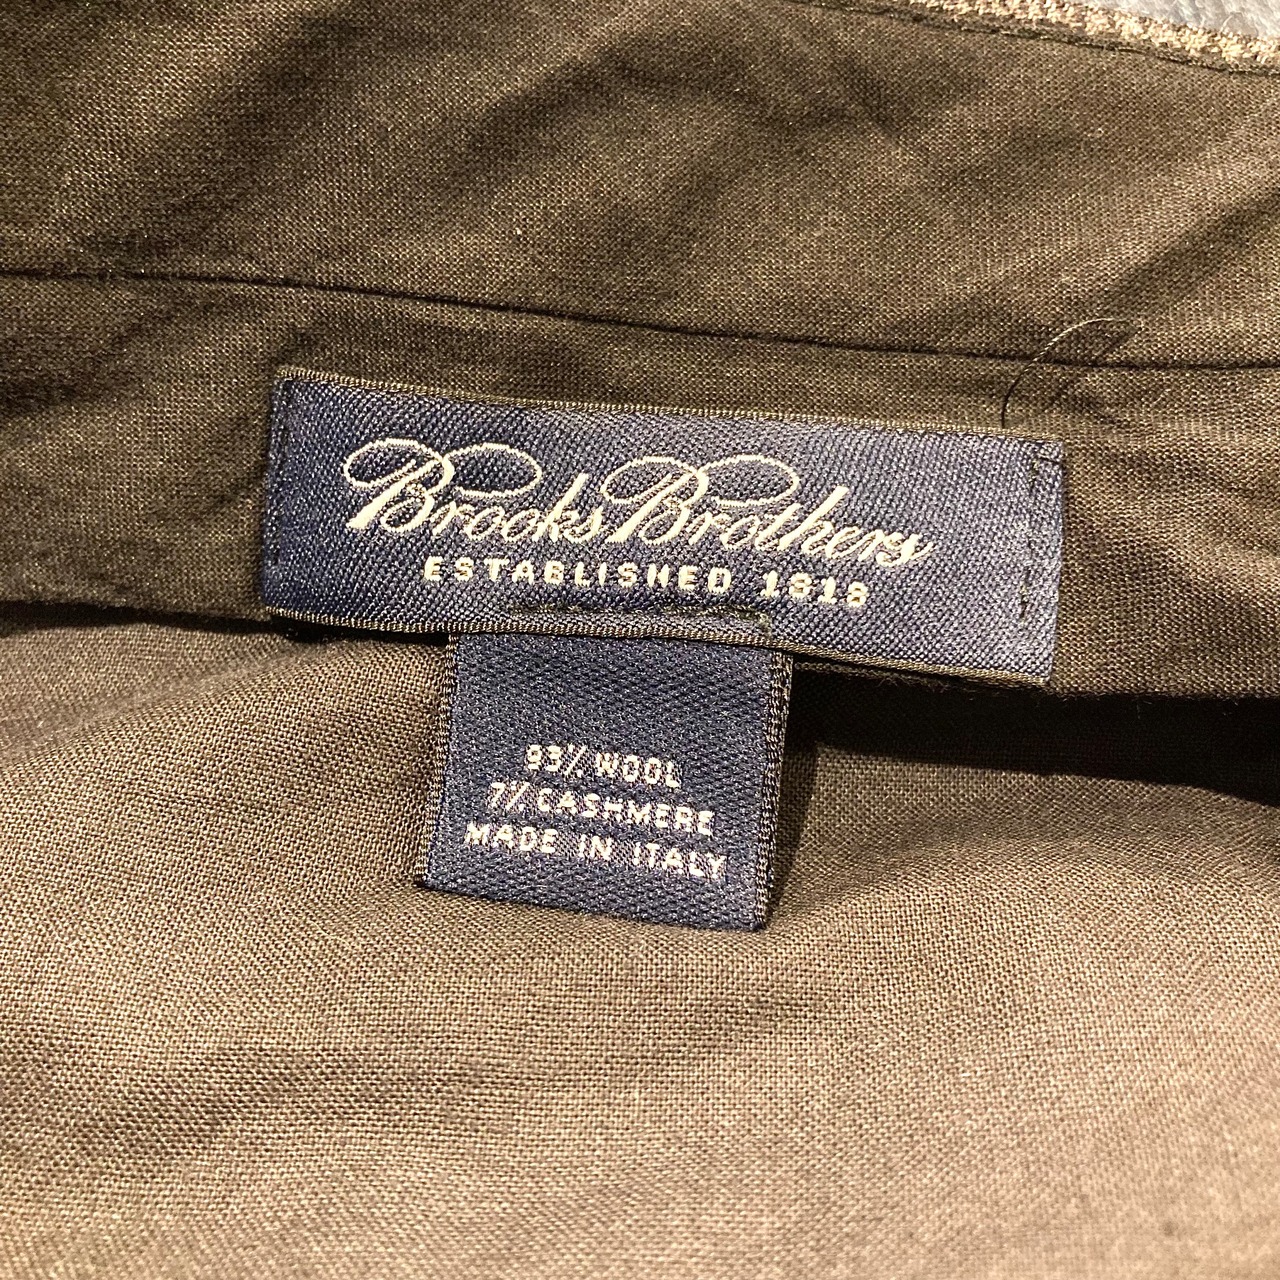 Brooks Brothers
ESTABLISHED 1818
93% WOOL
7% CASHMERE
MADE IN ITALY